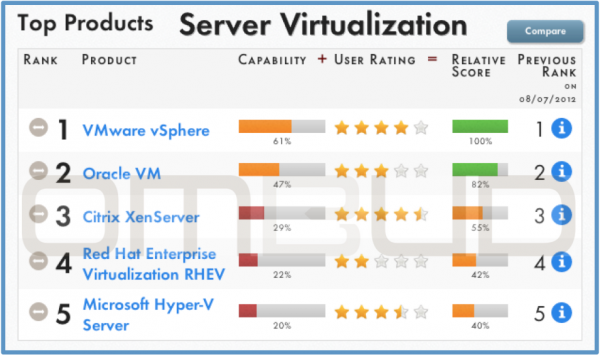 Top Products
Server Virtualization
Compare
RANK PRODUCT CAPABILITY + USER RATING = RELATIVE SCORE PREVIOUS RANK
ON
08/07/2012
1 VMware vSphere 61% 100% 1 i
2 Oracle VM 47% 82% 2 i
3 Citrix XenServer 29% 55% 3 i
4 Red Hat Enterprise
Virtualization RHEV 22% 42% 4 i
5 Microsoft Hyper-V
Server 20% 40% 5 i
OMBUD